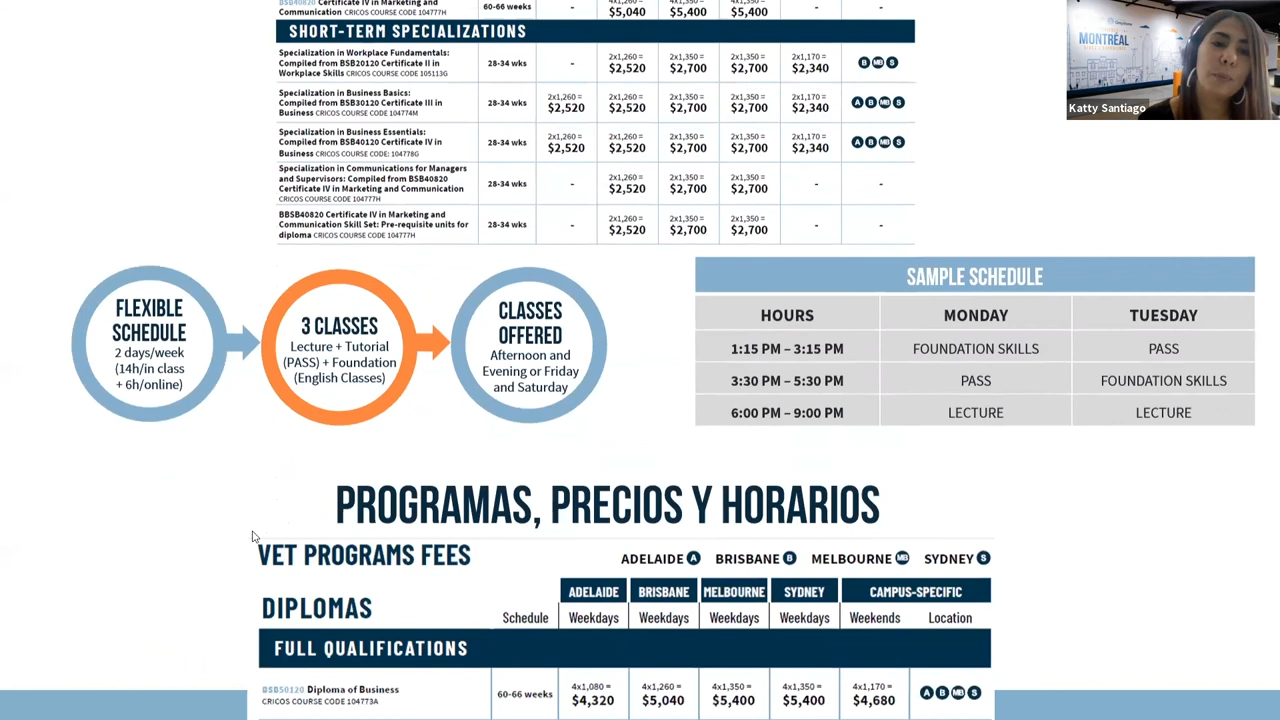 BSB40820 Certificate IV in Marketing and
Communication CRICOS COURSE CODE 104777H
60-66 weeks
-
4x1,260 =
$5,040
4x1,350 =
$5,400
4x1,350 =
$5,400
-
-
SHORT-TERM SPECIALIZATIONS
Specialization in Workplace Fundamentals:
Compiled from BSB20120 Certificate II in
Workplace Skills CRICOS COURSE CODE 105113G
28-34 wks
-
2x1,260 =
$2,520
2x1,350 =
$2,700
2x1,350 =
$2,700
2x1,170 =
$2,340
B MB S
Specialization in Business Basics:
Compiled from BSB30120 Certificate III in
Business CRICOS COURSE CODE 104774M
28-34 wks
2x1,260 =
$2,520
2x1,260 =
$2,520
2x1,350 =
$2,700
2x1,350 =
$2,700
2x1,170 =
$2,340
A B MB S
Specialization in Business Essentials:
Compiled from BSB40120 Certificate IV in
Business CRICOS COURSE CODE: 104778G
28-34 wks
2x1,260 =
$2,520
2x1,260 =
$2,520
2x1,350 =
$2,700
2x1,350 =
$2,700
2x1,170 =
$2,340
A B MB S
Specialization in Communications for Managers
and Supervisors: Compiled from BSB40820
Certificate IV in Marketing and Communication
CRICOS COURSE CODE 104777H
28-34 wks
-
2x1,260 =
$2,520
2x1,350 =
$2,700
2x1,350 =
$2,700
-
-
BBSB40820 Certificate IV in Marketing and
Communication Skill Set: Pre-requisite units for
diploma CRICOS COURSE CODE 104777H
28-34 wks
-
2x1,260 =
$2,520
2x1,350 =
$2,700
2x1,350 =
$2,700
-
-
MONTRÉAL
Katty Santiago
FLEXIBLE
SCHEDULE
2 days/week
(14h/in class
+ 6h/online)
3 CLASSES
Lecture + Tutorial
(PASS) + Foundation
(English Classes)
CLASSES
OFFERED
Afternoon and
Evening or Friday
and Saturday
SAMPLE SCHEDULE
HOURS MONDAY TUESDAY
1:15 PM – 3:15 PM FOUNDATION SKILLS PASS
3:30 PM – 5:30 PM PASS FOUNDATION SKILLS
6:00 PM – 9:00 PM LECTURE LECTURE
PROGRAMAS, PRECIOS Y HORARIOS
VET PROGRAMS FEES
ADELAIDE A BRISBANE B MELBOURNE MB SYDNEY S
ADELAIDE BRISBANE MELBOURNE SYDNEY CAMPUS-SPECIFIC
DIPLOMAS
Schedule Weekdays Weekdays Weekdays Weekdays Weekends Location
FULL QUALIFICATIONS
BSB50120 Diploma of Business
CRICOS COURSE CODE 104773A
60-66 weeks
4x1,080 =
$4,320
4x1,260 =
$5,040
4x1,350 =
$5,400
4x1,350 =
$5,400
4x1,170 =
$4,680
A B MB S